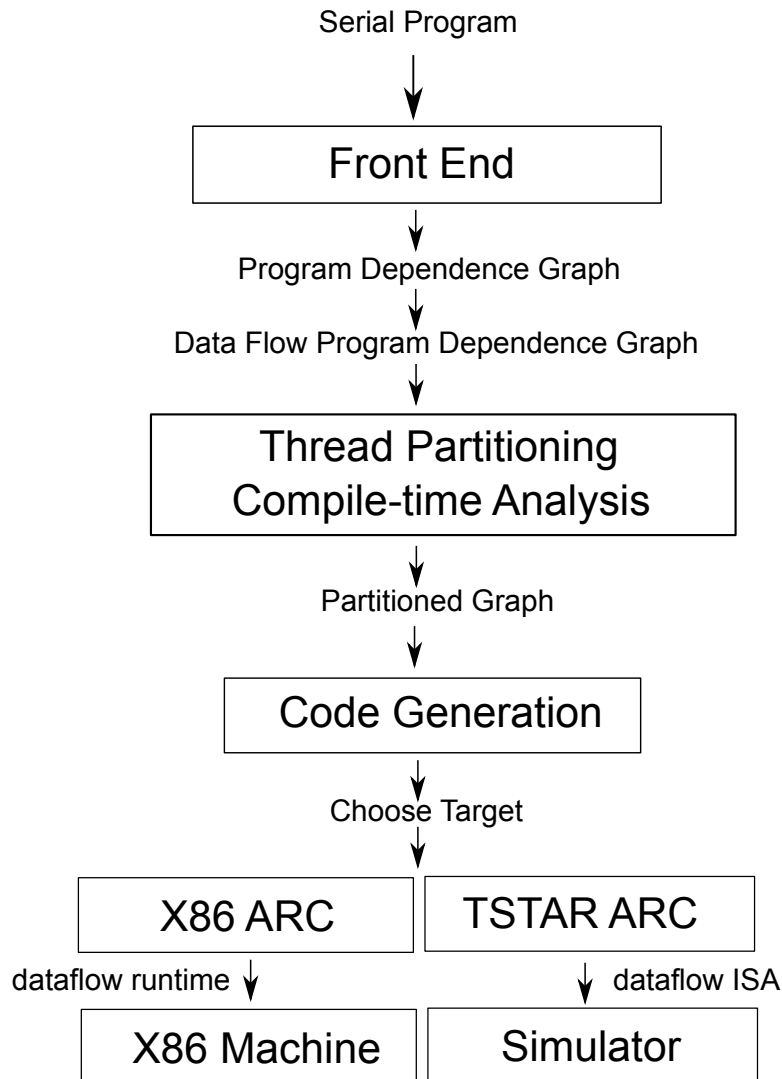 Serial Program
Front End
Program Dependence Graph
Data Flow Program Dependence Graph
Thread Partitioning
Compile-time Analysis
Partitioned Graph
Code Generation
Choose Target
X86 ARC
TSTAR ARC
dataflow runtime
dataflow ISA
X86 Machine
Simulator